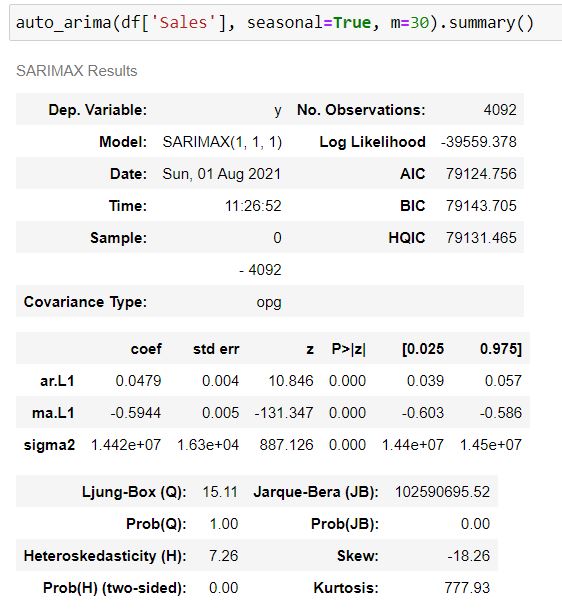 auto_arima(df['Sales'], seasonal=True, m=30).summary()
SARIMAX Results
Dep. Variable: y No. Observations: 4092
Model: SARIMAX(1, 1, 1) Log Likelihood -39559.378
Date: Sun, 01 Aug 2021 AIC 79124.756
Time: 11:26:52 BIC 79143.705
Sample: 0 HQIC 79131.465
- 4092
Covariance Type: opg
coef std err z P>|z| [0.025 0.975]
ar.L1 0.0479 0.004 10.846 0.000 0.039 0.057
ma.L1 -0.5944 0.005 -131.347 0.000 -0.603 -0.586
sigma2 1.442e+07 1.63e+04 887.126 0.000 1.44e+07 1.45e+07
Ljung-Box (Q): 15.11 Jarque-Bera (JB): 102590695.52
Prob(Q): 1.00 Prob(JB): 0.00
Heteroskedasticity (H): 7.26 Skew: -18.26
Prob(H) (two-sided): 0.00 Kurtosis: 777.93